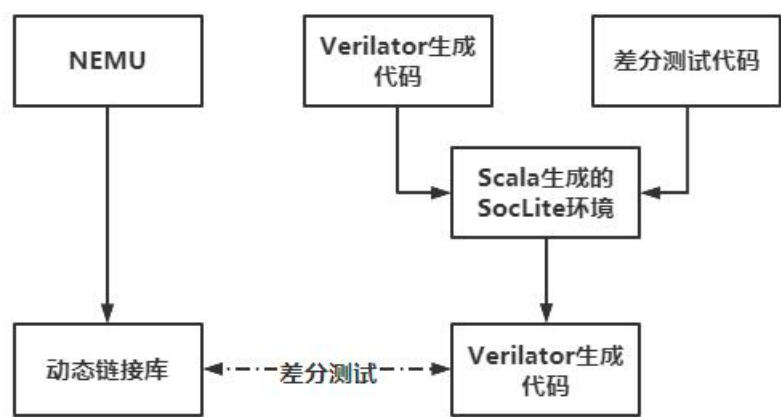 NEMU
Verilator生成
代码
差分测试代码
Scala生成的
SocLite环境
动态链接库
差分测试
Verilator生成
代码